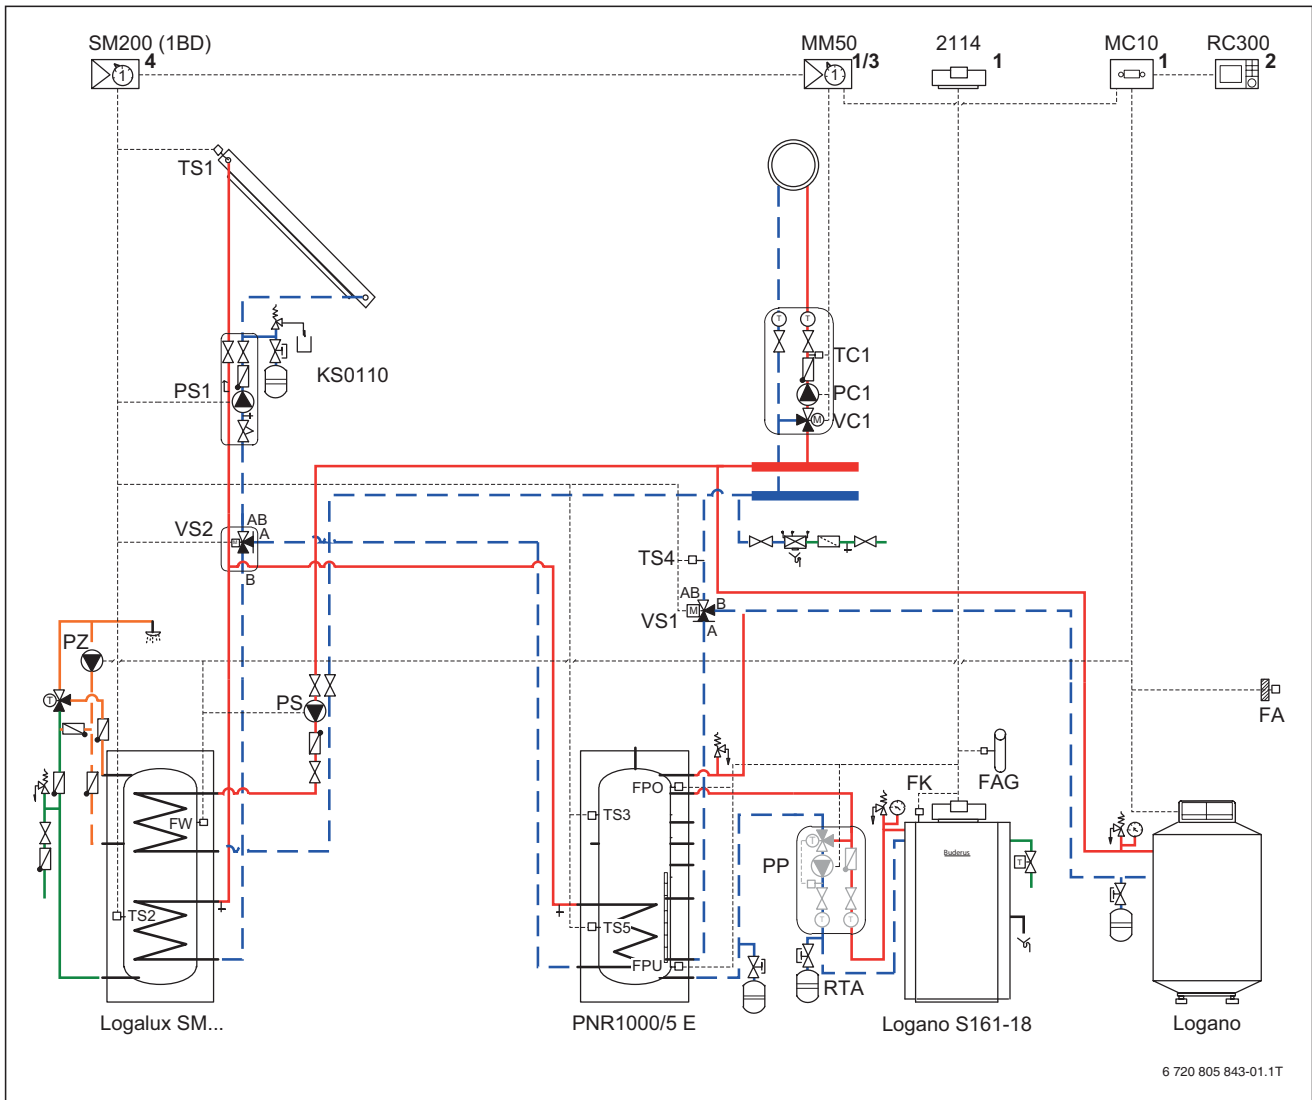 SM200 (1BD)
4
MM50
1/3
2114
1
MC10
1
RC300
2
1
1
TS1
KS0110
PS1
T
T
TC1
PC1
M
VC1
VS2
AB
A
M
B
TS4
AB
M
B
VS1
A
PZ
T
PS
FA
FW
TS2
FPO
TS3
TS5
FPU
T
PP
T
T
RTA
FK
FAG
Buderus
T
Logalux SM...
PNR1000/5 E
Logano S161-18
Logano
6 720 805 843-01.1T